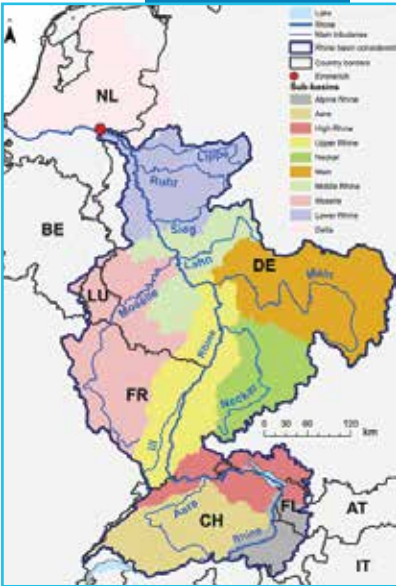 Lake
Rhine
Main tributaries
Rhine basin considered
Country borders
Emmerich
Sub-basins
Alpine Rhine
Aare
High Rhine
Upper Rhine
Neckar
Main
Middle Rhine
Moselle
Lower Rhine
Delta
NL
Lippe
Ruhr
BE
Sieg
Lahn
DE
Main
LU
Moselle
Rhine
FR
Neckar
Ill
0 30 60 120
km
FL
AT
Aare
CH
Rhine
IT